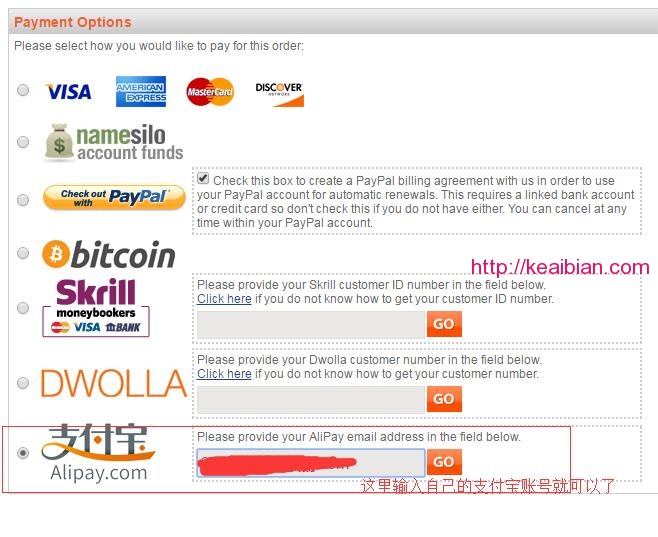 Payment Options
Please select how you would like to pay for this order:
VISA
AMERICAN EXPRESS
MasterCard
DISCOVER
NETWORK
$
namesilo
account funds
Check out with PayPal
Check this box to create a PayPal billing agreement with us in order to use
your PayPal account for automatic renewals. This requires a linked bank account
or credit card so don't check this if you do not have either. You can cancel at any
time within your PayPal account.
bitcoin
http://keaibian.com
Skrill
moneybookers
MasterCard VISA BANK
Please provide your Skrill customer ID number in the field below.
Click here if you do not know how to get your customer ID number.
GO
DWOLLA
Please provide your Dwolla customer number in the field below.
Click here if you do not know how to get your customer number.
GO
支付宝
Alipay.com
Please provide your AliPay email address in the field below.
GO
这里输入自己的支付宝账号就可以了